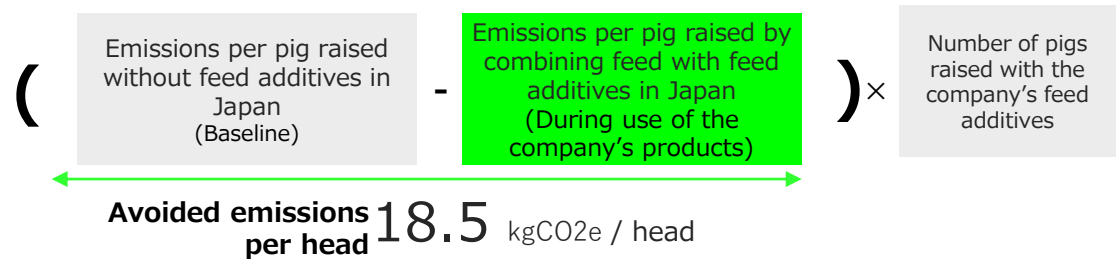 (
Emissions per pig raised
without feed additives in
Japan
(Baseline)
-
Emissions per pig raised by
combining feed with feed
additives in Japan
(During use of the
company’s products)
)
×
Number of pigs
raised with the
company’s feed
additives
Avoided emissions
per head
18.5 kgCO2e / head